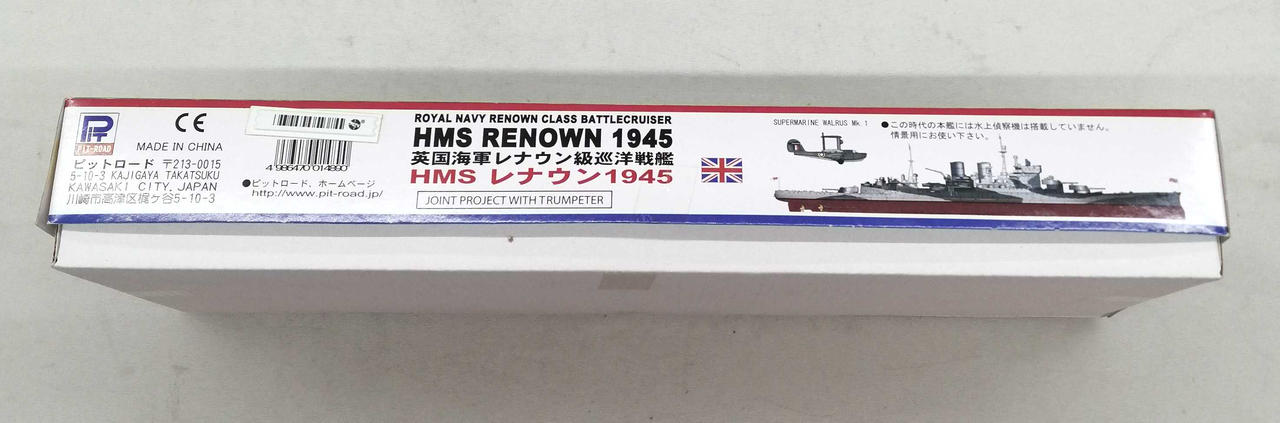 PIT
PIT-ROAD
CE
MADE IN CHINA
ピットロード 〒213-0015
5-10-3 KAJIGAYA TAKATSUKU
KAWASAKI CITY, JAPAN
川崎市高津区梶ケ谷5-10-3
4986470014860
●ピットロード、ホームページ
http://www.pit-road.jp/
ROYAL NAVY RENOWN CLASS BATTLECRUISER
HMS RENOWN 1945
英国海軍レナウン級巡洋戦艦
HMS レナウン1945
JOINT PROJECT WITH TRUMPETER
SUPERMARINE WALRUS Mk.1
●この時代の本艦には水上偵察機は搭載していません。
情景用にお使い下さい。